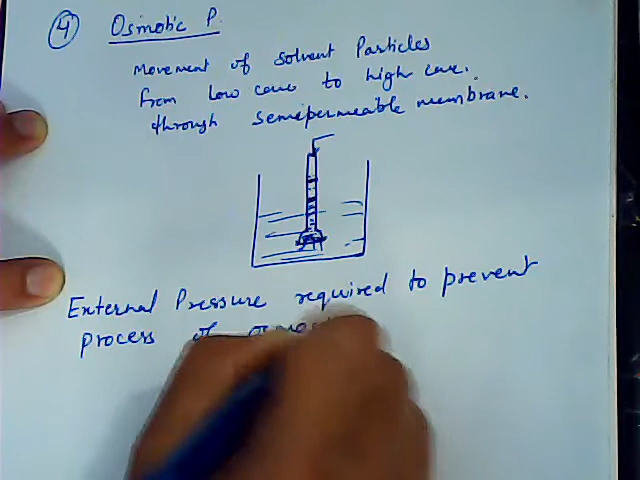 4 Osmotic P.
Movement of solvent Particles
from low conc to high conc.
through semipermeable membrane.
External Pressure required to prevent
process of